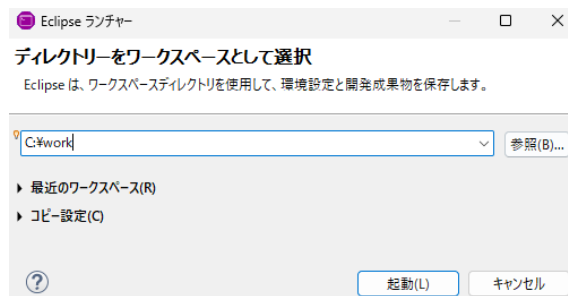 Eclipse ランチャー
ディレクトリーをワークスペースとして選択
Eclipse は、ワークスペースディレクトリを使用して、環境設定と開発成果物を保存します。
C:¥work
参照(B)...
最近のワークスペース(R)
コピー設定(C)
?
起動(L)
キャンセル